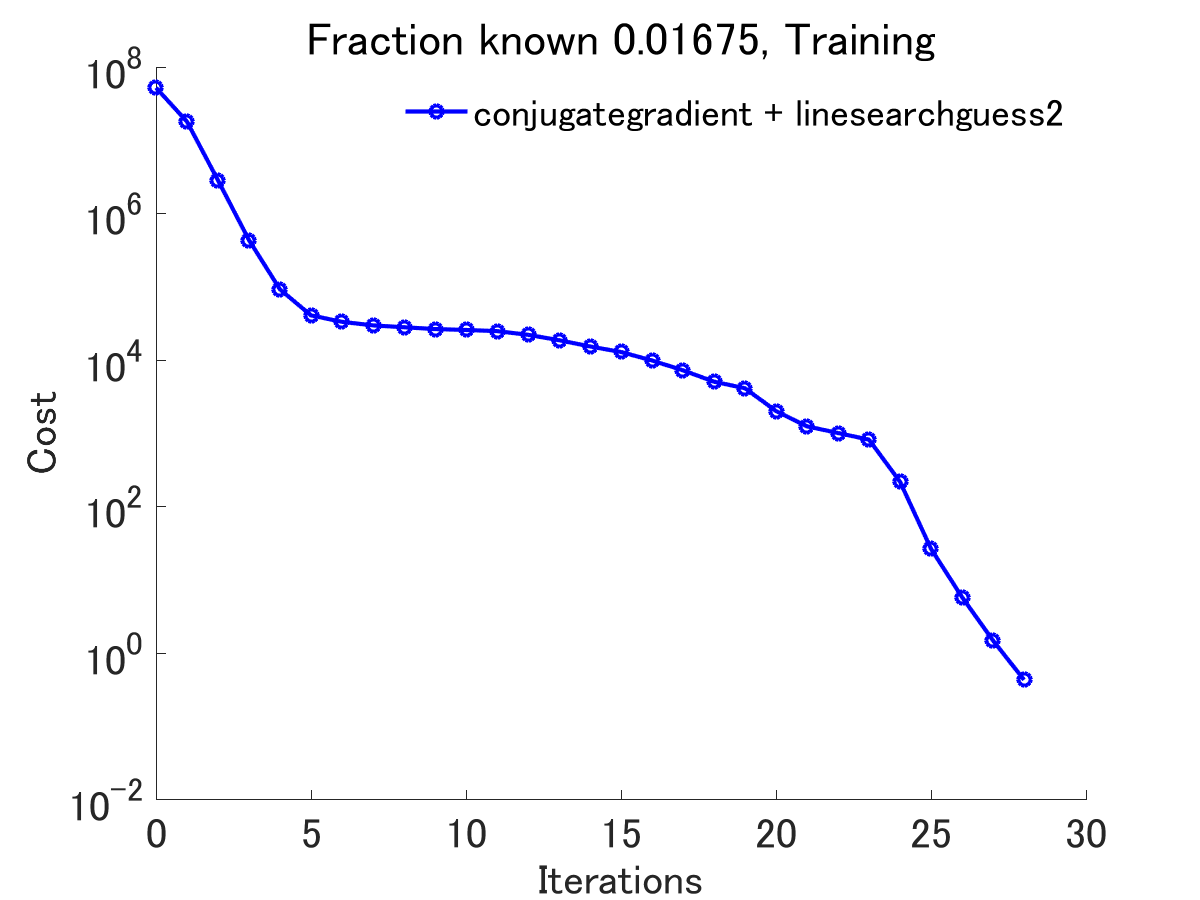 Fraction known 0.01675, Training
conjugategradient + linesearchguess2
10^8
10^6
10^4
10^2
10^0
10^-2
Cost
0 5 10 15 20 25 30
Iterations